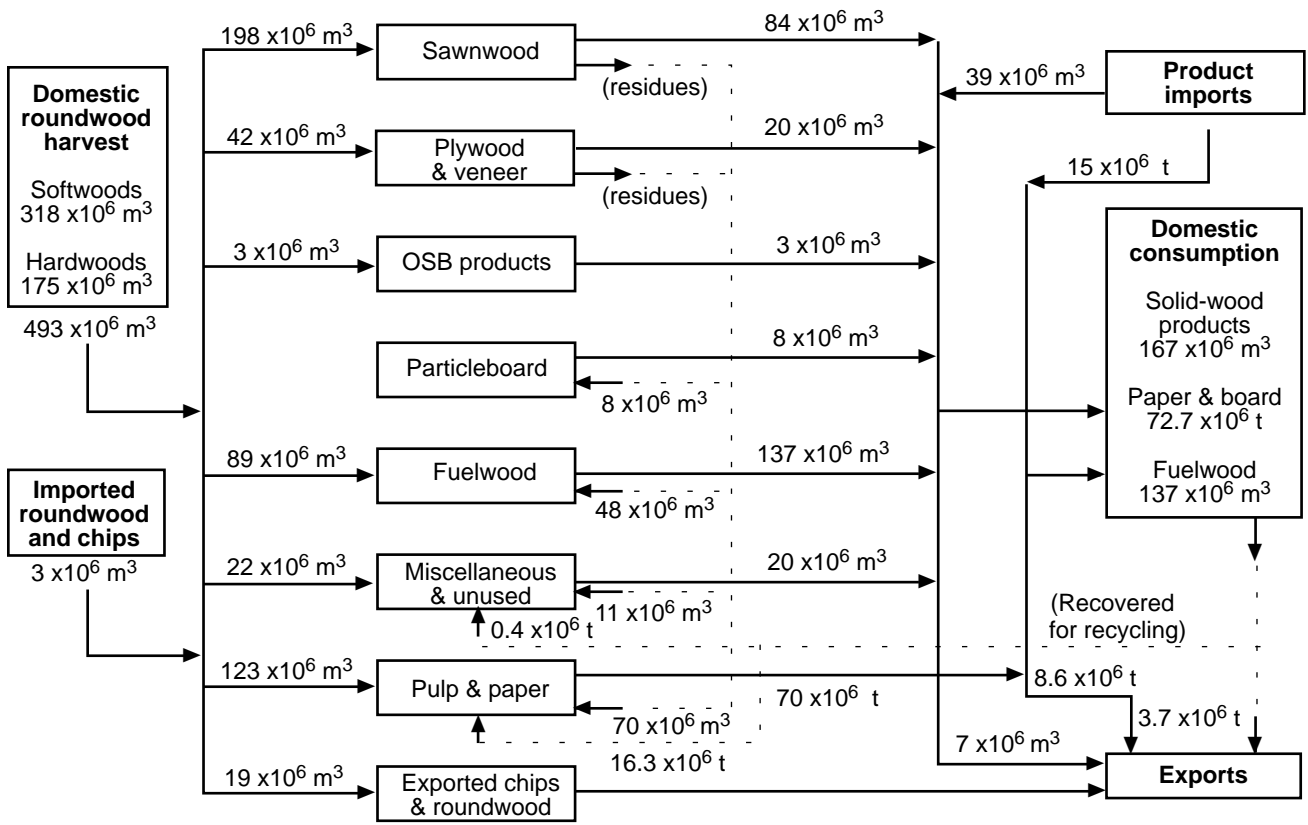 Domestic
roundwood
harvest
Softwoods
318 x10⁶ m³
Hardwoods
175 x10⁶ m³
493 x10⁶ m³
Imported
roundwood
and chips
3 x10⁶ m³
198 x10⁶ m³
Sawnwood
84 x10⁶ m³
(residues)
42 x10⁶ m³
Plywood
& veneer
20 x10⁶ m³
(residues)
3 x10⁶ m³
OSB products
3 x10⁶ m³
Particleboard
8 x10⁶ m³
8 x10⁶ m³
89 x10⁶ m³
Fuelwood
137 x10⁶ m³
48 x10⁶ m³
22 x10⁶ m³
Miscellaneous
& unused
20 x10⁶ m³
11 x10⁶ m³
0.4 x10⁶ t
123 x10⁶ m³
Pulp & paper
70 x10⁶ t
70 x10⁶ m³
16.3 x10⁶ t
19 x10⁶ m³
Exported chips
& roundwood
39 x10⁶ m³
Product
imports
15 x10⁶ t
Domestic
consumption
Solid-wood
products
167 x10⁶ m³
Paper & board
72.7 x10⁶ t
Fuelwood
137 x10⁶ m³
(Recovered
for recycling)
8.6 x10⁶ t
3.7 x10⁶ t
7 x10⁶ m³
Exports